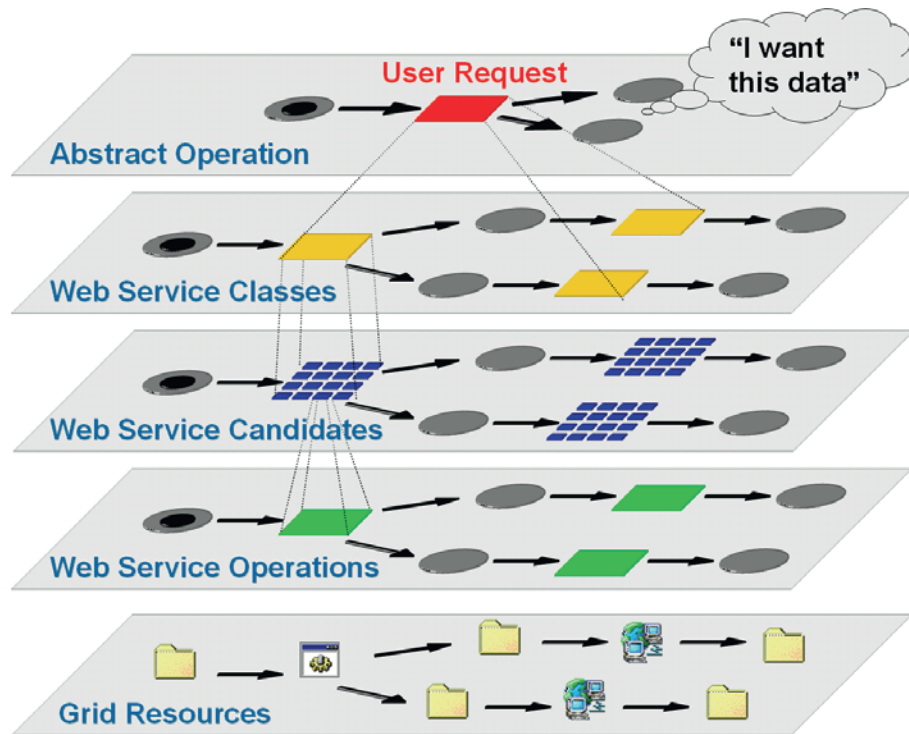 “I want
this data”
User Request
Abstract Operation
Web Service Classes
Web Service Candidates
Web Service Operations
Grid Resources